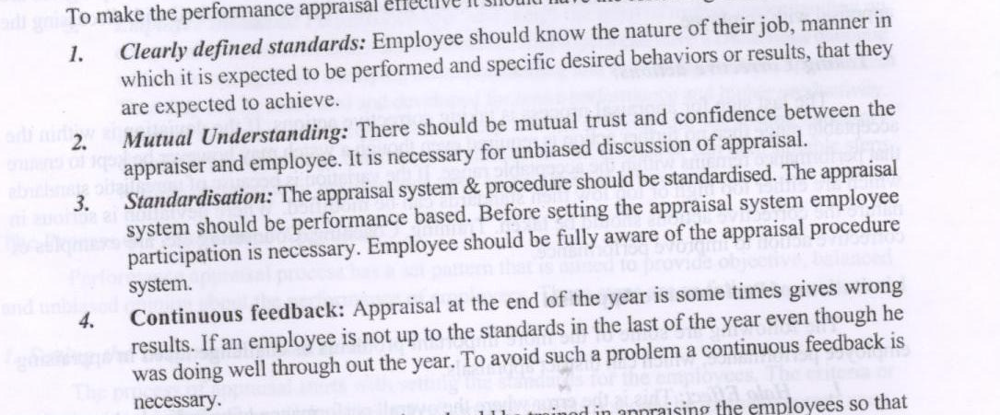 To make the performance appraisal effective it should have
1. Clearly defined standards: Employee should know the nature of their job, manner in
which it is expected to be performed and specific desired behaviors or results, that they
are expected to achieve.
2. Mutual Understanding: There should be mutual trust and confidence between the
appraiser and employee. It is necessary for unbiased discussion of appraisal.
3. Standardisation: The appraisal system & procedure should be standardised. The appraisal
system should be performance based. Before setting the appraisal system employee
participation is necessary. Employee should be fully aware of the appraisal procedure
system.
4. Continuous feedback: Appraisal at the end of the year is some times gives wrong
results. If an employee is not up to the standards in the last of the year even though he
was doing well through out the year. To avoid such a problem a continuous feedback is
necessary.
trained in appraising the employees so that